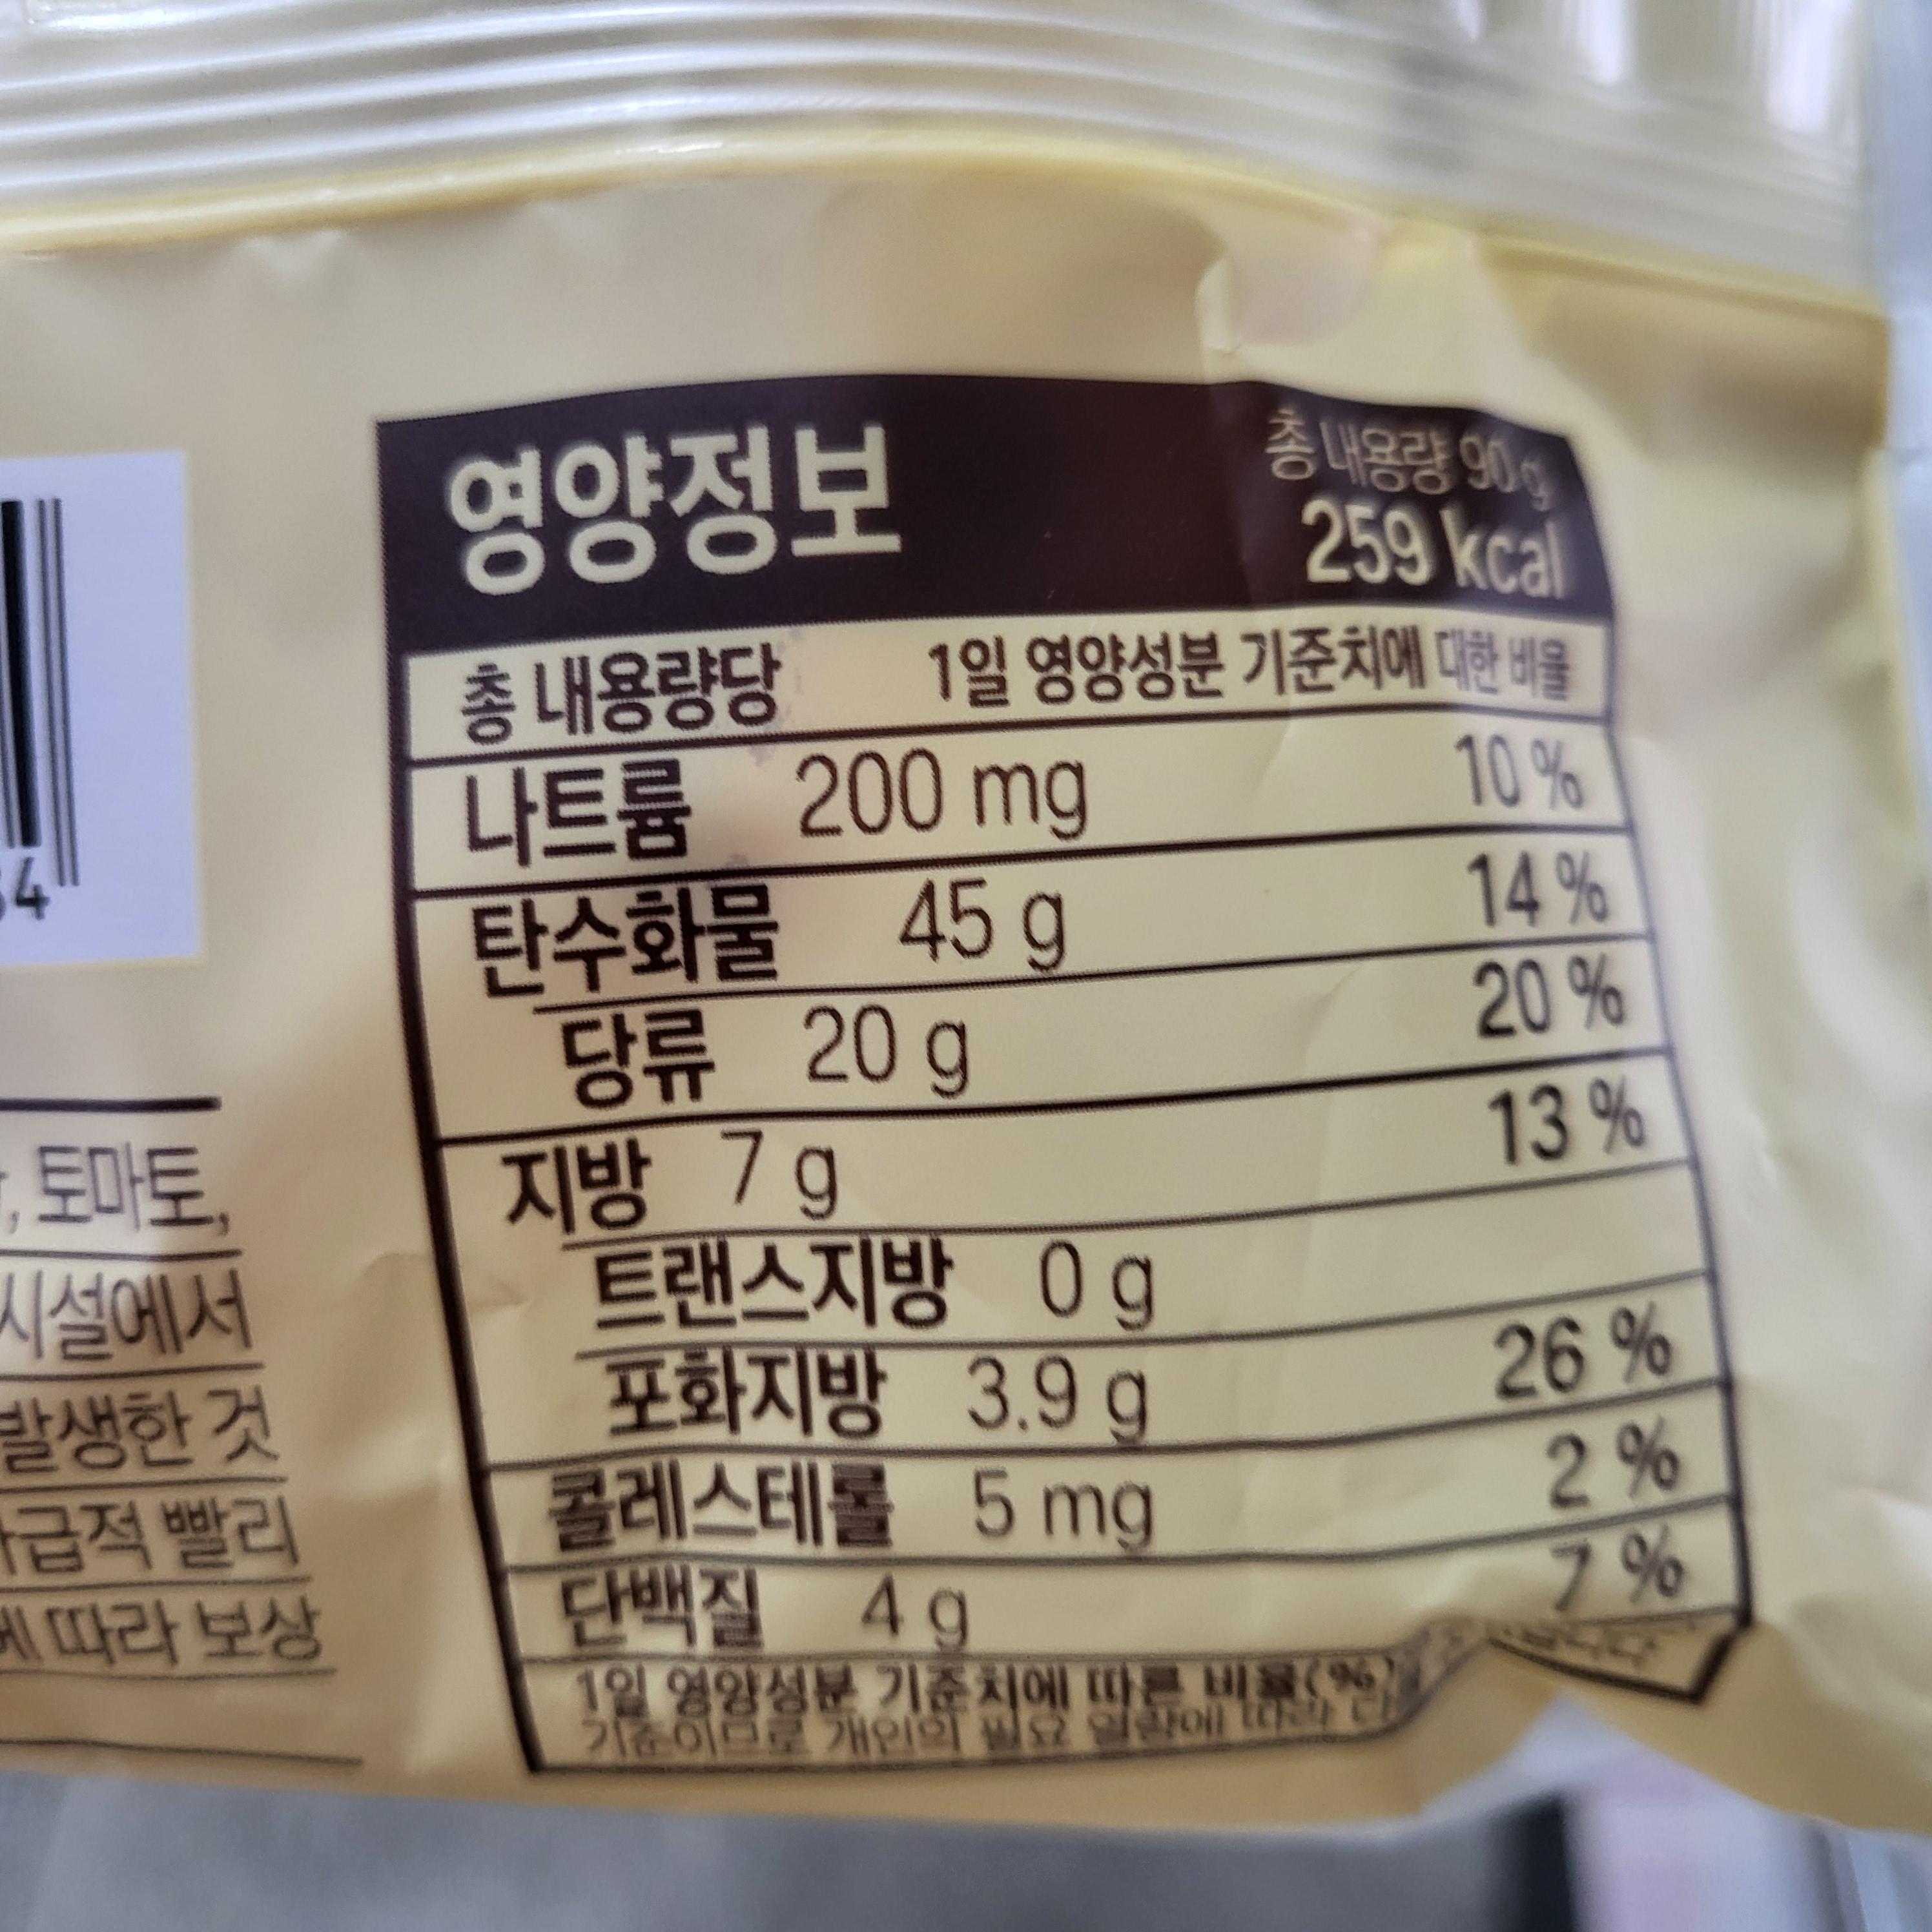 영양정보
총 내용량 90 g
259 kcal
총 내용량당 1일 영양성분 기준치에 대한 비율
나트륨 200 mg 10 %
탄수화물 45 g 14 %
당류 20 g 20 %
지방 7 g 13 %
트랜스지방 0 g
포화지방 3.9 g 26 %
콜레스테롤 5 mg 2 %
단백질 4 g 7 %
1일 영양성분 기준치에 따른 비율(%)
기준이므로 개인의 필요 열량에 따라
4
, 토마토,
시설에서
발생한 것
급적 빨리
에 따라 보상